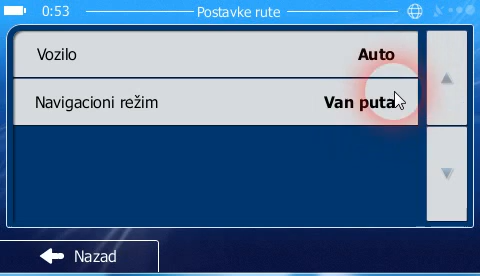 0:53 Postavke rute
Vozilo Auto
Navigacioni režim Van puta
Nazad